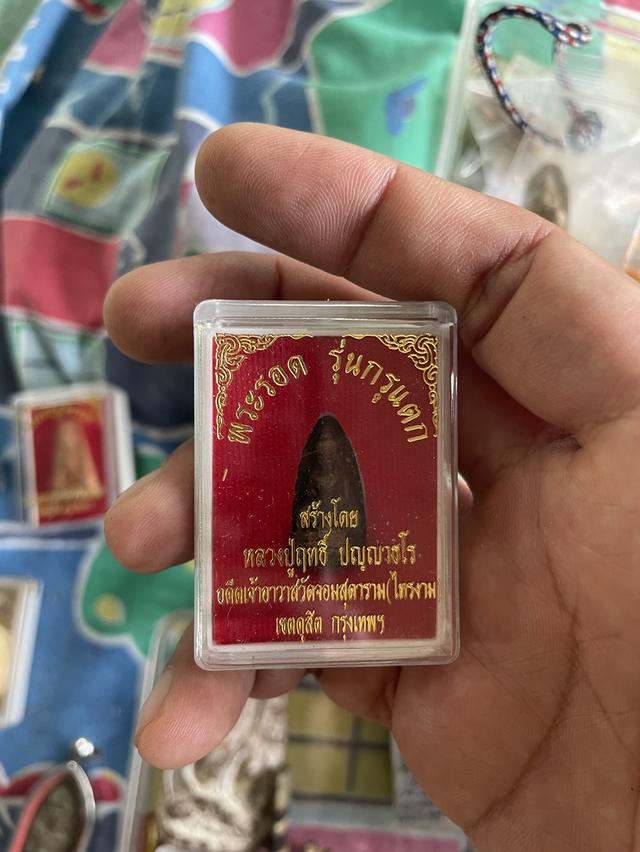 พระรอด รุ่นกรุแตก
สร้างโดย
หลวงปู่ฤทธิ์ ปญฺญาวชิโร
อดีตเจ้าอาวาสวัดจอมสุดาราม(ไทรงาม
เขตดุสิต กรุงเทพฯ